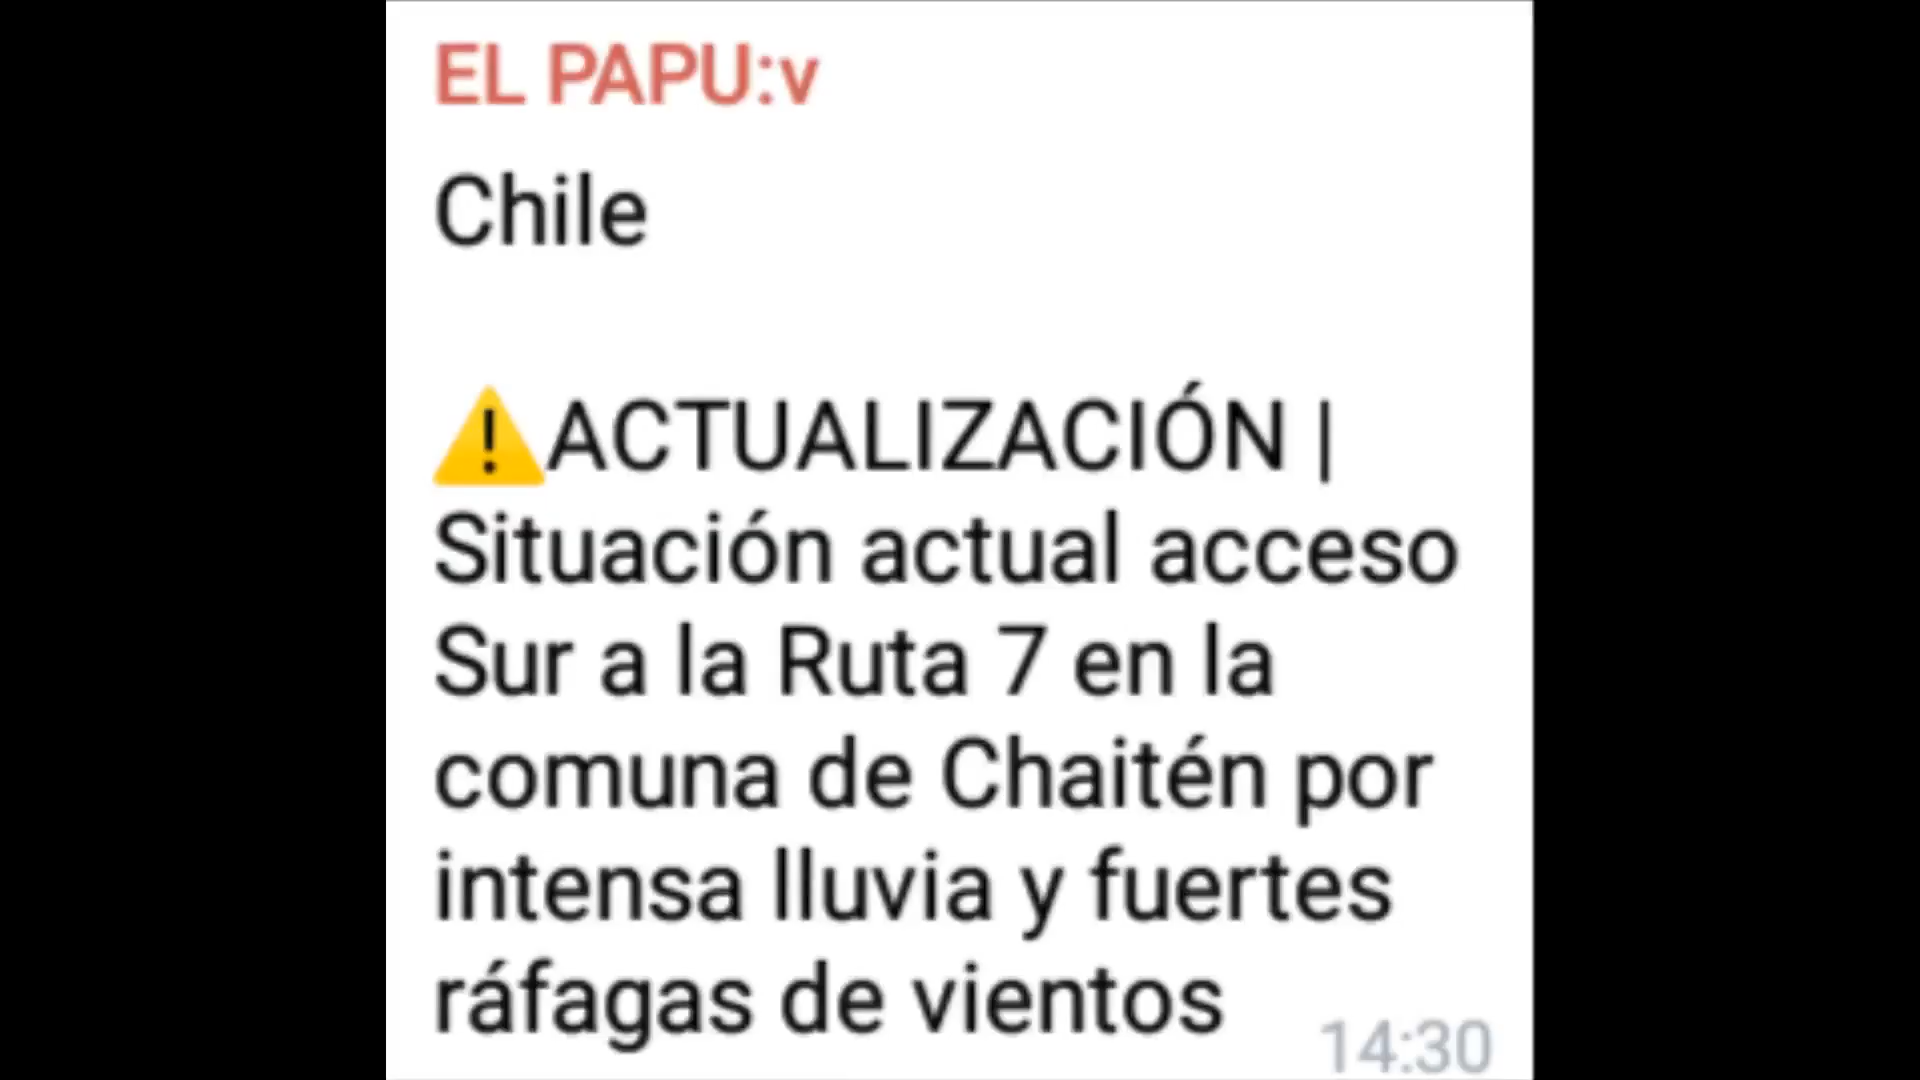 EL PAPU:v
Chile
⚠️ACTUALIZACIÓN |
Situación actual acceso
Sur a la Ruta 7 en la
comuna de Chaitén por
intensa lluvia y fuertes
ráfagas de vientos
14:30